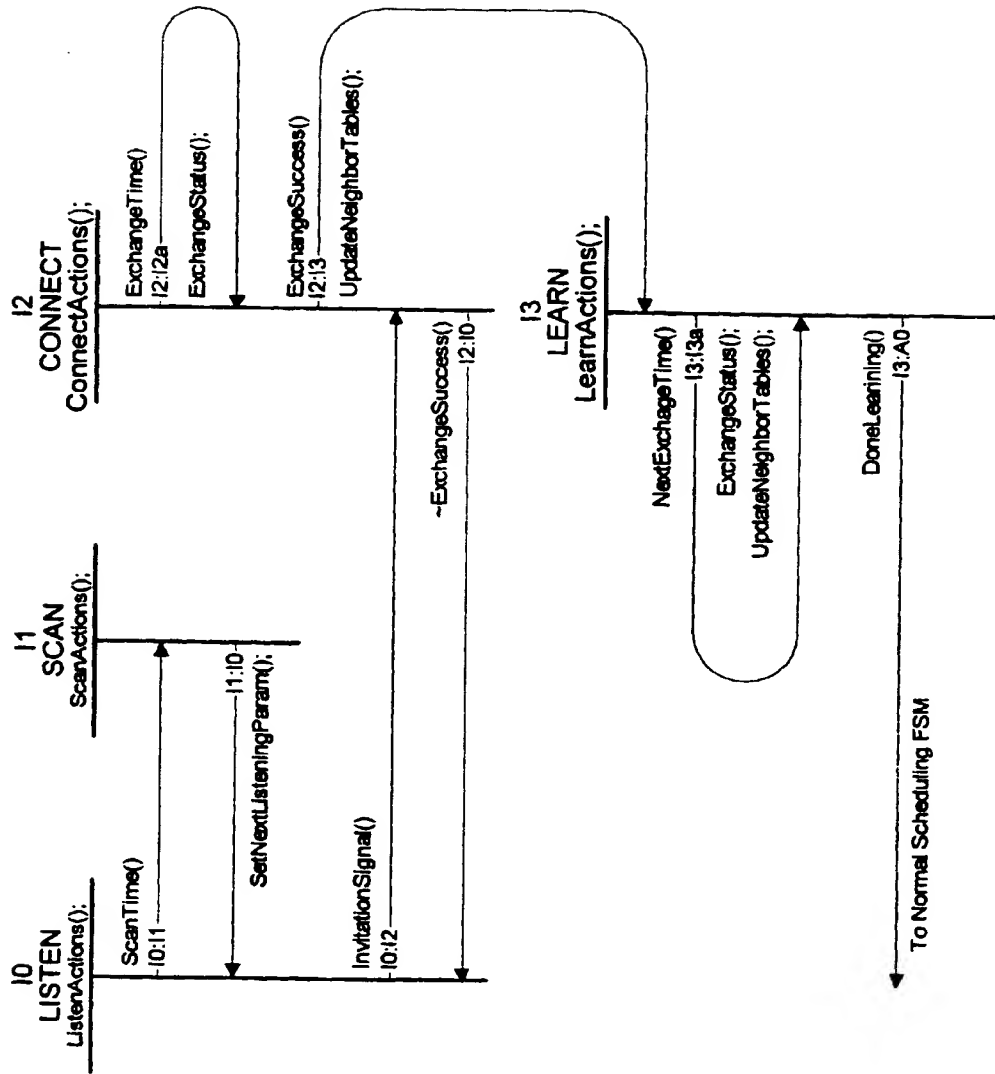 I0
LISTEN
ListenActions();
I1
SCAN
ScanActions();
I2
CONNECT
ConnectActions();
ScanTime()
I0:I1
I1:I0
SetNextListeningParam();
ExchangeTime()
I2:I2a
ExchangeStatus();
ExchangeSuccess()
I2:I3
UpdateNeighborTables();
InvitationSignal()
I0:I2
~ExchangeSuccess()
I2:I0
I3
LEARN
LearnActions();
NextExchageTime()
I3:I3a
ExchangeStatus();
UpdateNeighborTables();
DoneLearining()
I3:A0
To Normal Scheduling FSM